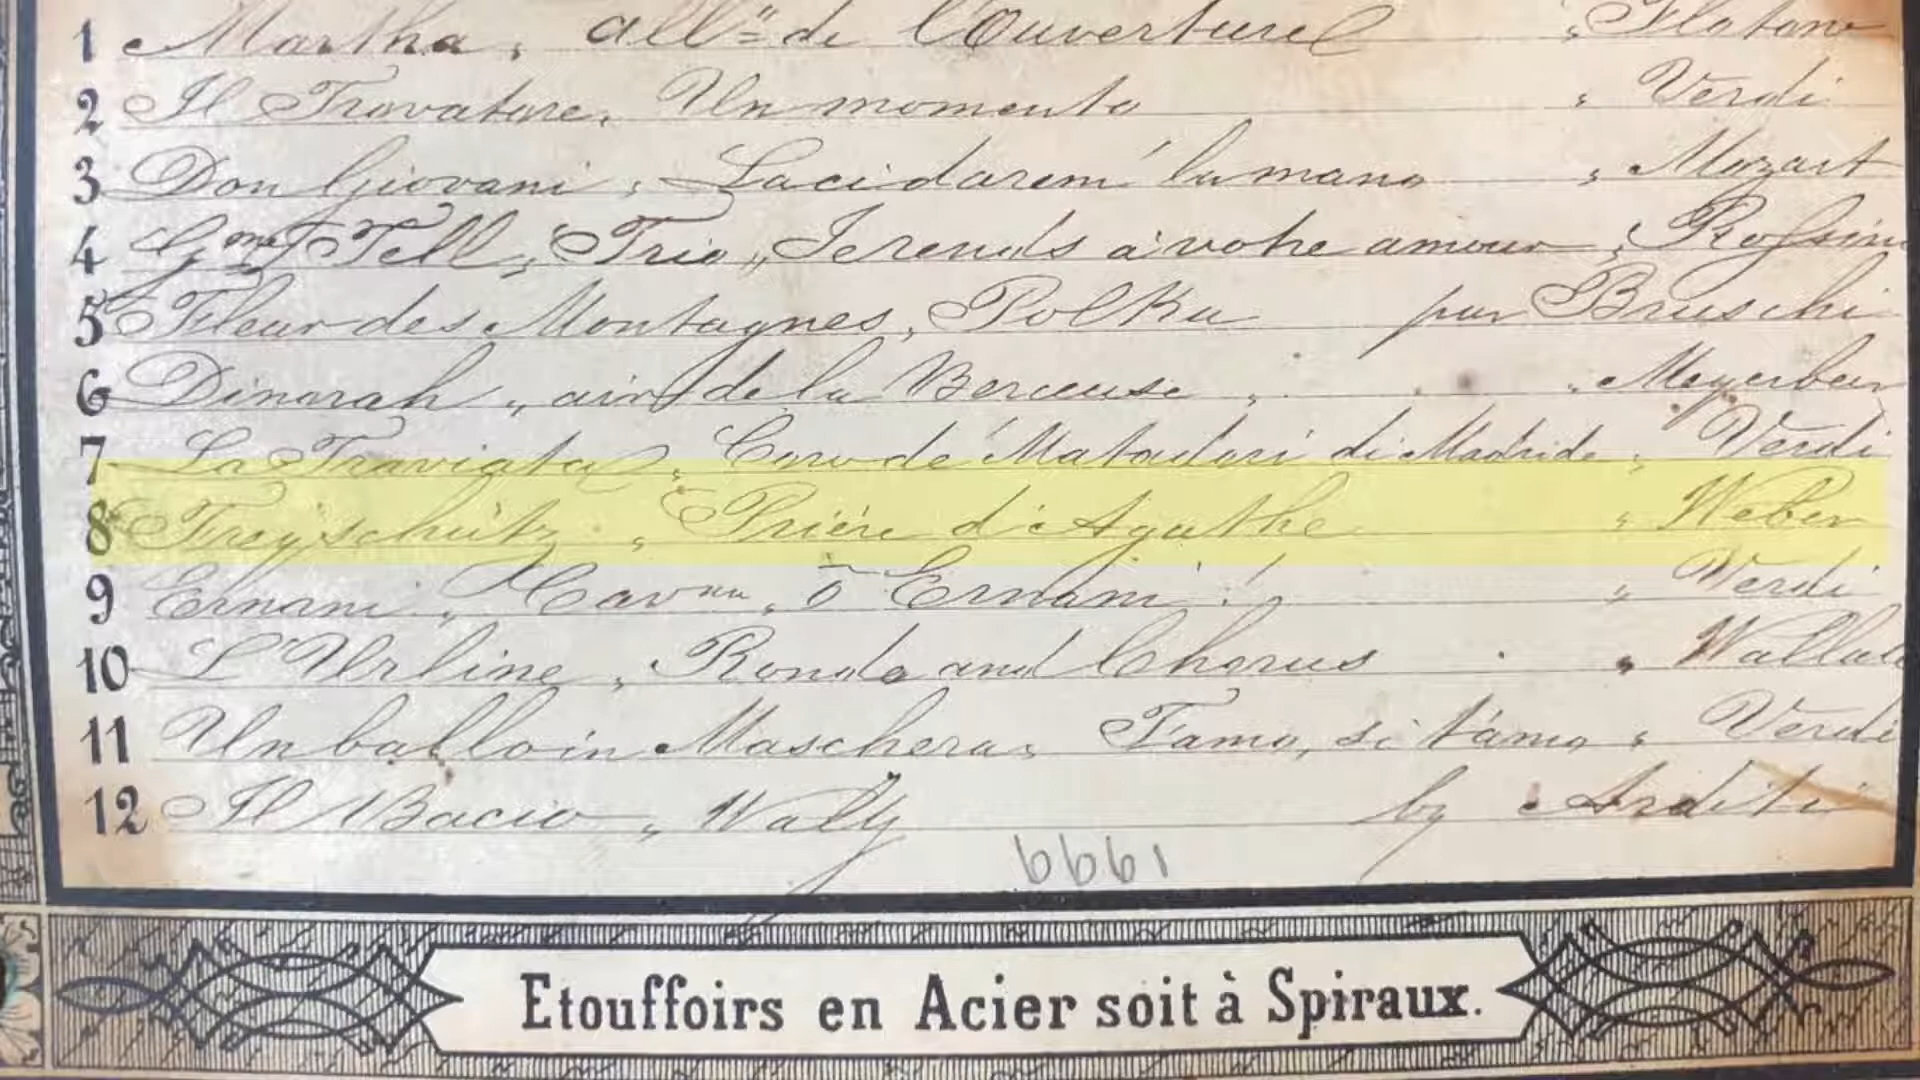 1 Martha, all° de l'Ouverture " Flotow
2 Il Trovatore, Un momento " Verdi
3 Don Giovani, Laci darem' la mano " Mozart
4 Gme Tell, Trio, Je rends à votre amour, Rossini
5 Fleur des Montagnes, Polka par Bruschi
6 Dinorah, air de la Berceuse, " Meyerbeer
7 La Traviata, Coro de Matadori di Madride, Verdi
8 Freyschütz, Prière d'Agathe " Weber
9 Ernani, Cavna, ô Ernani! " Verdi
10 L'Urline, Rondo and Chorus " Wallace
11 Un ballo in Maschera, T'amo, si t'amo, Verdi
12 Il Bacio, Waltz by Arditi
6661
Etouffoirs en Acier soit à Spiraux.